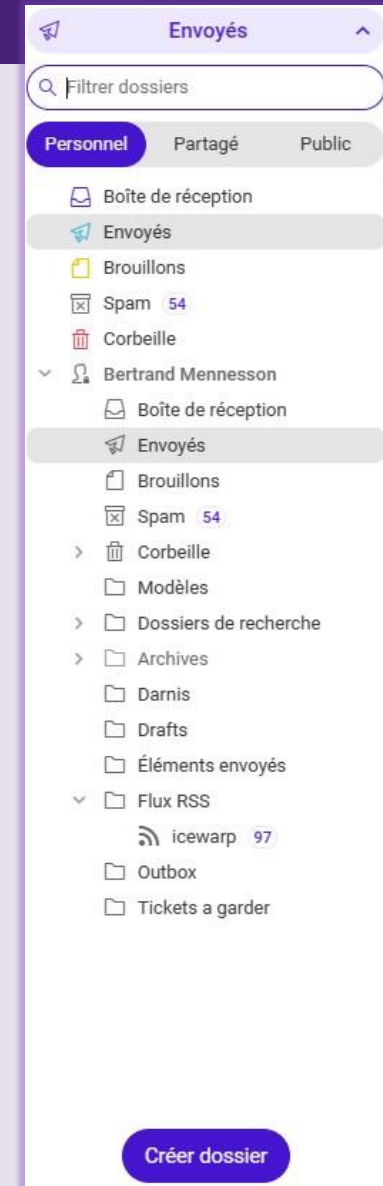 Envoyés
Filtrer dossiers
Personnel Partagé Public
Boîte de réception
Envoyés
Brouillons
Spam 54
Corbeille
Bertrand Mennesson
Boîte de réception
Envoyés
Brouillons
Spam 54
Corbeille
Modèles
Dossiers de recherche
Archives
Darnis
Drafts
Éléments envoyés
Flux RSS
icewarp 97
Outbox
Tickets a garder
Créer dossier